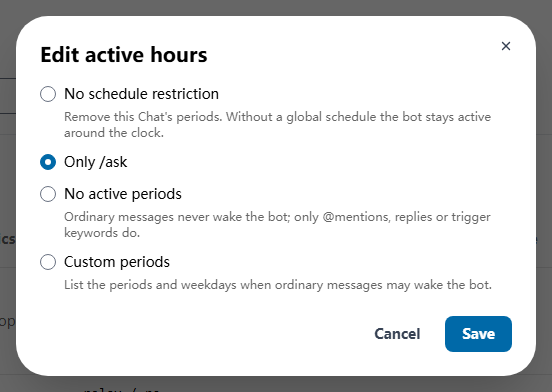 Edit active hours
×
No schedule restriction
Remove this Chat's periods. Without a global schedule the bot stays active
around the clock.
Only /ask
No active periods
Ordinary messages never wake the bot; only @mentions, replies or trigger
keywords do.
Custom periods
List the periods and weekdays when ordinary messages may wake the bot.
Cancel
Save